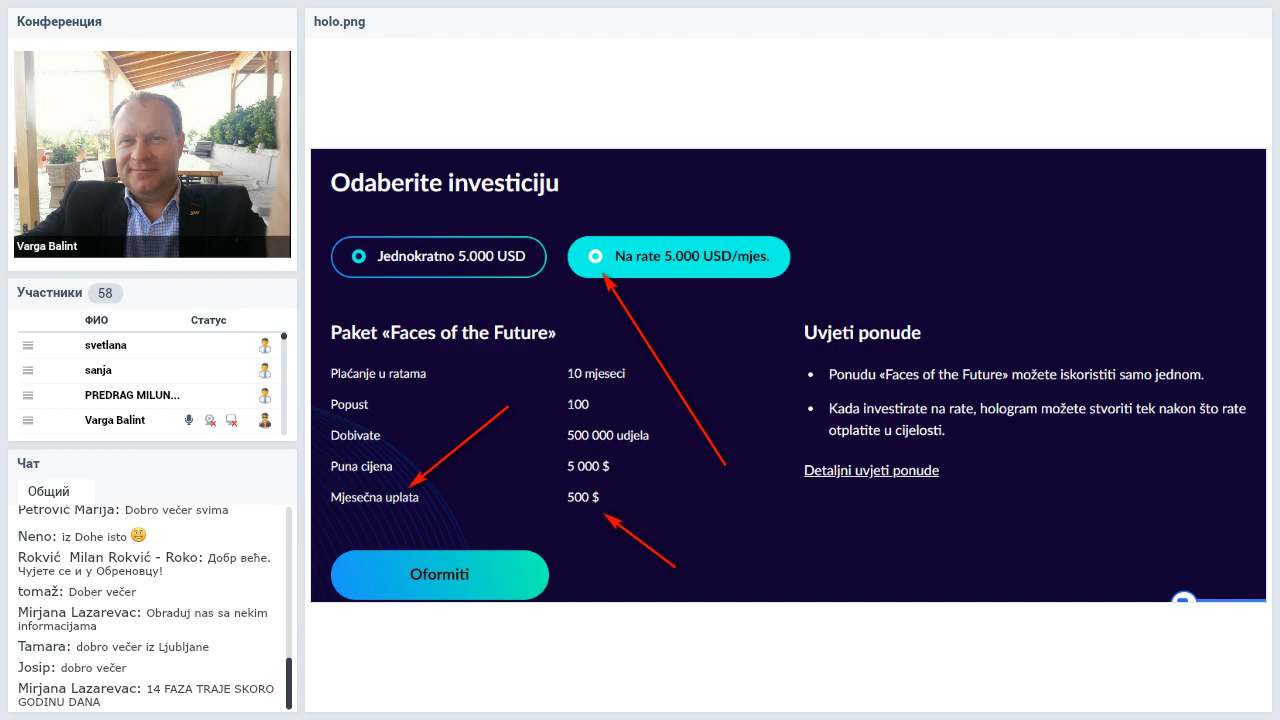 Конференция
Varga Balint
Участники 58
ФИО Статус
svetlana
sanja
PREDRAG MILUN...
Varga Balint
Чат
Общий
Petrović Marija: Dobro večer svima
Neno: iz Dohe isto
Rokvić Milan Rokvić - Roko: Добр веће.
Чујете се и у Обреновцу!
tomaž: Dober večer
Mirjana Lazarevac: Obraduj nas sa nekim
informacijama
Tamara: dobro večer iz Ljubljane
Josip: dobro večer
Mirjana Lazarevac: 14 FAZA TRAJE SKORO
GODINU DANA
holo.png
Odaberite investiciju
Jednokratno 5.000 USD
Na rate 5.000 USD/mjes.
Paket «Faces of the Future»
Plaćanje u ratama 10 mjeseci
Popust 100
Dobivate 500 000 udjela
Puna cijena 5 000 $
Mjesečna uplata 500 $
Oformiti
Uvjeti ponude
Ponudu «Faces of the Future» možete iskoristiti samo jednom.
Kada investirate na rate, hologram možete stvoriti tek nakon što rate
otplatite u cijelosti.
Detaljni uvjeti ponude